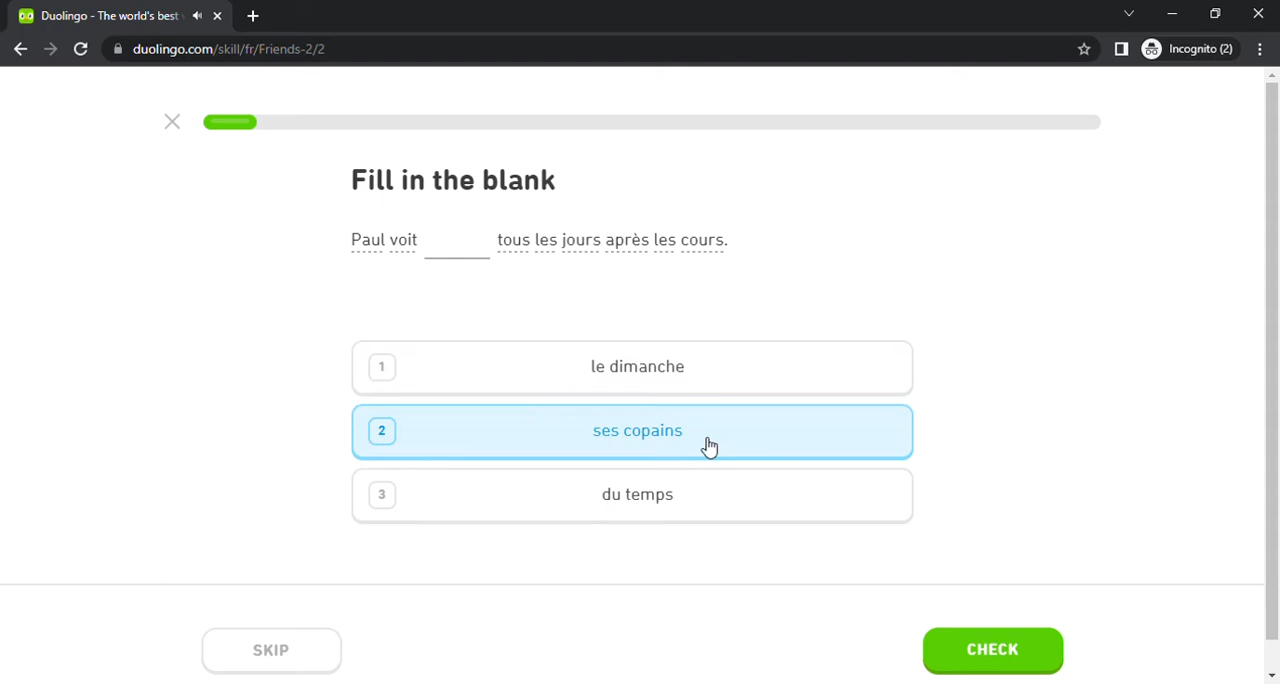 Duolingo - The world's best
duolingo.com/skill/fr/Friends-2/2
Incognito (2)
Fill in the blank
Paul voit tous les jours après les cours.
1 le dimanche
2 ses copains
3 du temps
SKIP
CHECK